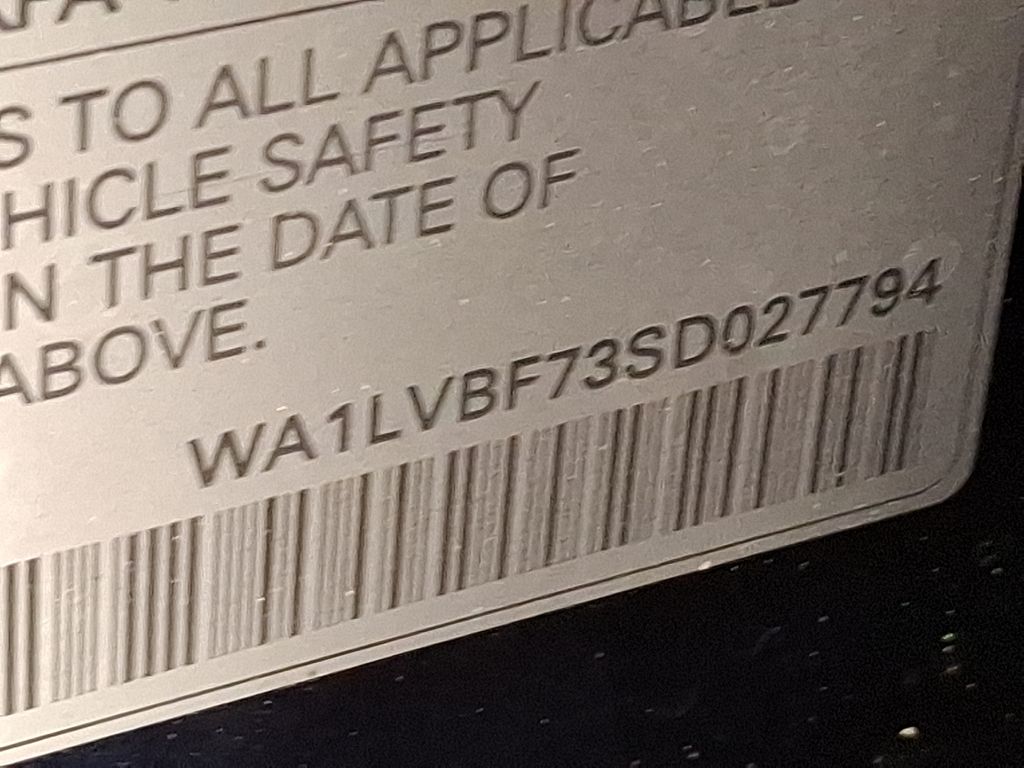 S TO ALL APPLICABLE
HICLE SAFETY
N THE DATE OF
ABOVE.
WA1LVBF73SD027794